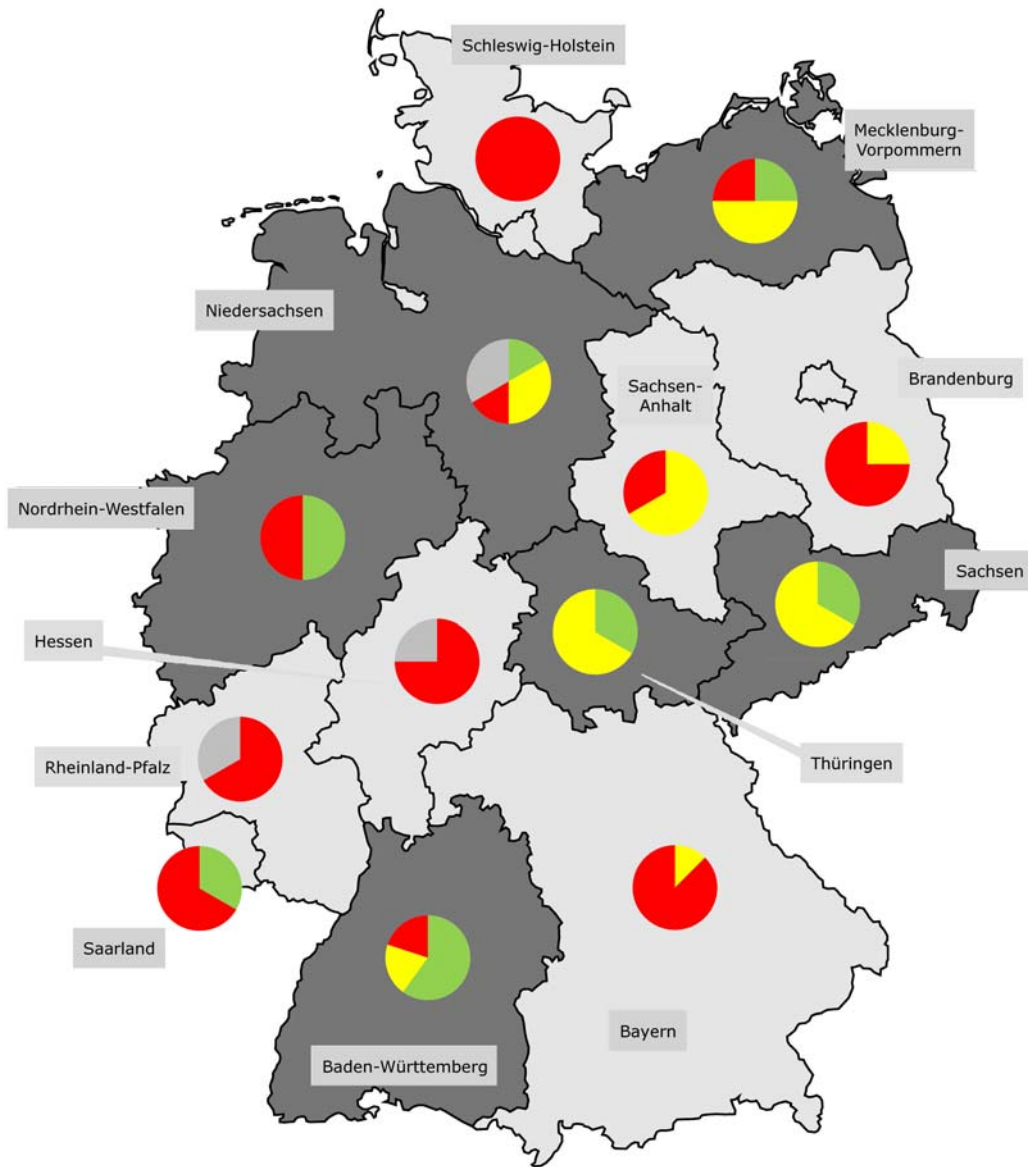 Schleswig-Holstein
Mecklenburg-
Vorpommern
Niedersachsen
Sachsen-
Anhalt
Brandenburg
Nordrhein-Westfalen
Sachsen
Hessen
Rheinland-Pfalz
Thüringen
Saarland
Bayern
Baden-Württemberg